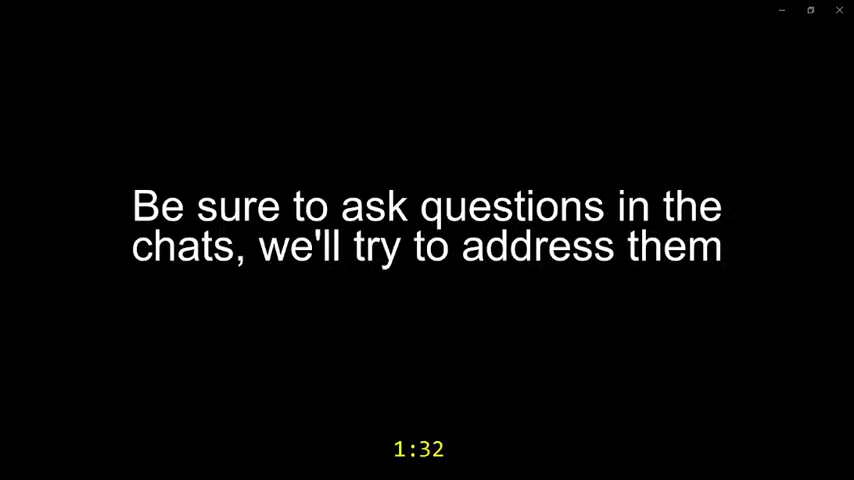 Be sure to ask questions in the
chats, we'll try to address them
1:32